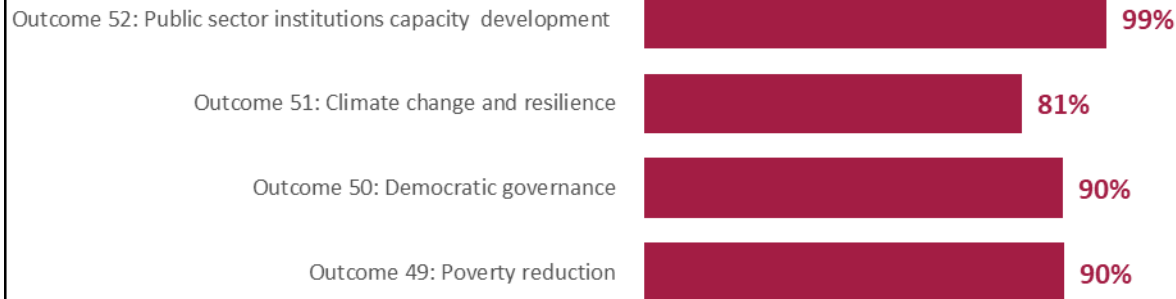 Outcome 52: Public sector institutions capacity development 99%
Outcome 51: Climate change and resilience 81%
Outcome 50: Democratic governance 90%
Outcome 49: Poverty reduction 90%